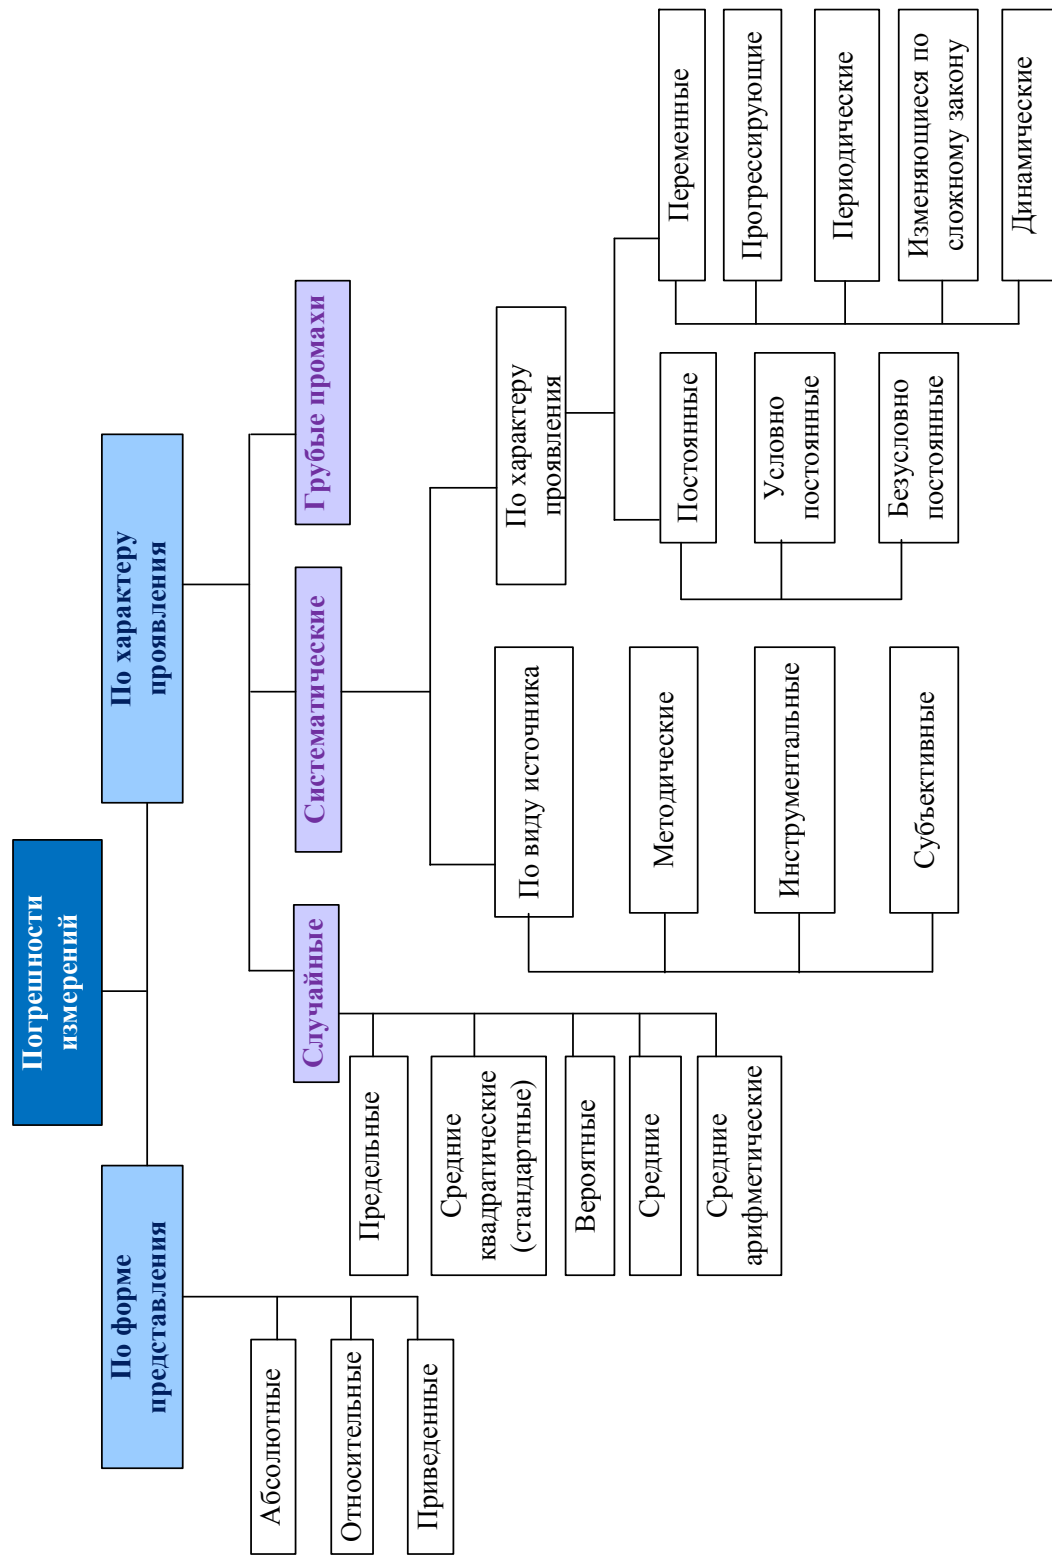 Погрешности
измерений
По форме
представления
Абсолютные
Относительные
Приведенные
По характеру
проявления
Случайные
Предельные
Средние
квадратические
(стандартные)
Вероятные
Средние
Средние
арифметические
Систематические
По виду источника
Методические
Инструментальные
Субъективные
По характеру
проявления
Постоянные
Условно
постоянные
Безусловно
постоянные
Переменные
Прогрессирующие
Периодические
Изменяющиеся по
сложному закону
Динамические
Грубые промахи